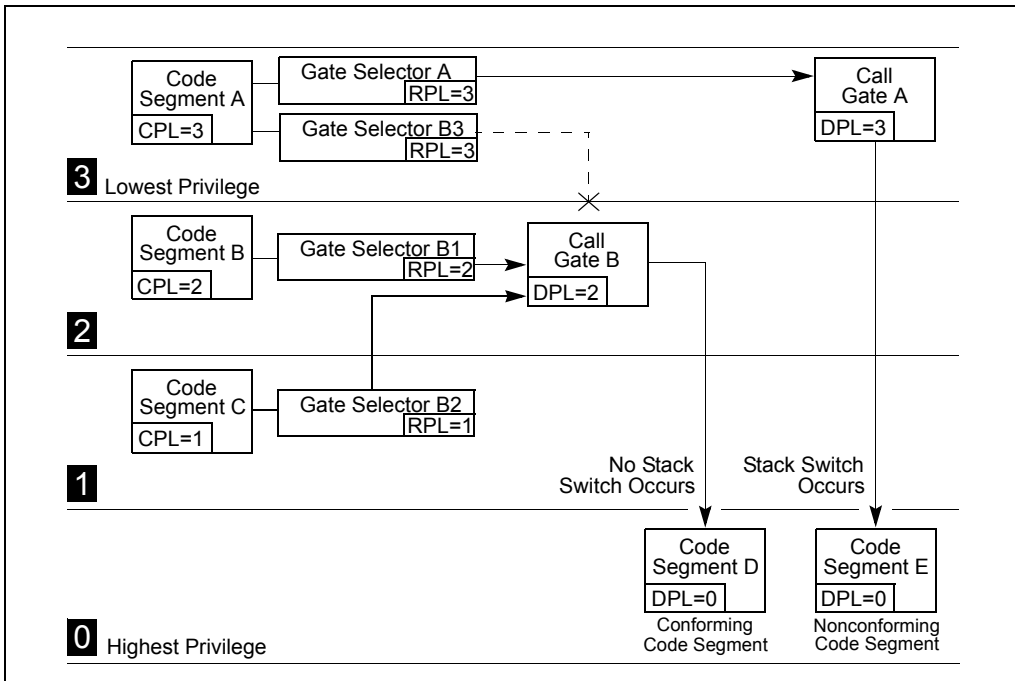 Code
Segment A
CPL=3
Gate Selector A
RPL=3
Gate Selector B3
RPL=3
Call
Gate A
DPL=3
3 Lowest Privilege
Code
Segment B
CPL=2
Gate Selector B1
RPL=2
Call
Gate B
DPL=2
2
Code
Segment C
CPL=1
Gate Selector B2
RPL=1
1
No Stack
Switch Occurs
Stack Switch
Occurs
Code
Segment D
DPL=0
Conforming
Code Segment
Code
Segment E
DPL=0
Nonconforming
Code Segment
0 Highest Privilege